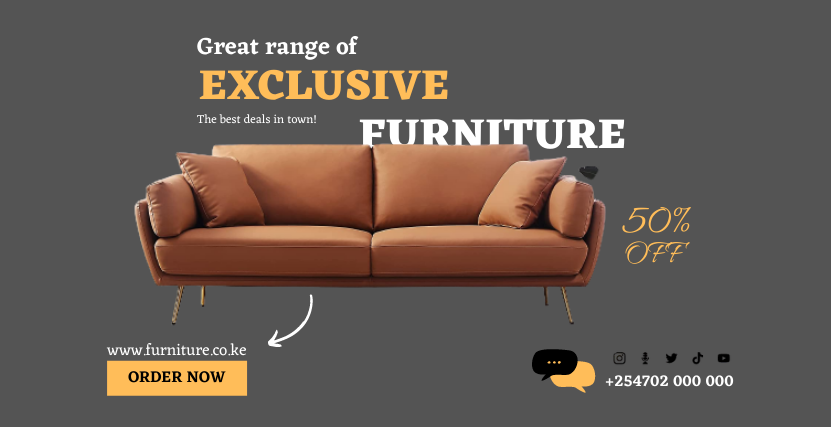 Great range of
EXCLUSIVE
The best deals in town!
FURNITURE
50%
OFF
www.furniture.co.ke
ORDER NOW
+254702 000 000